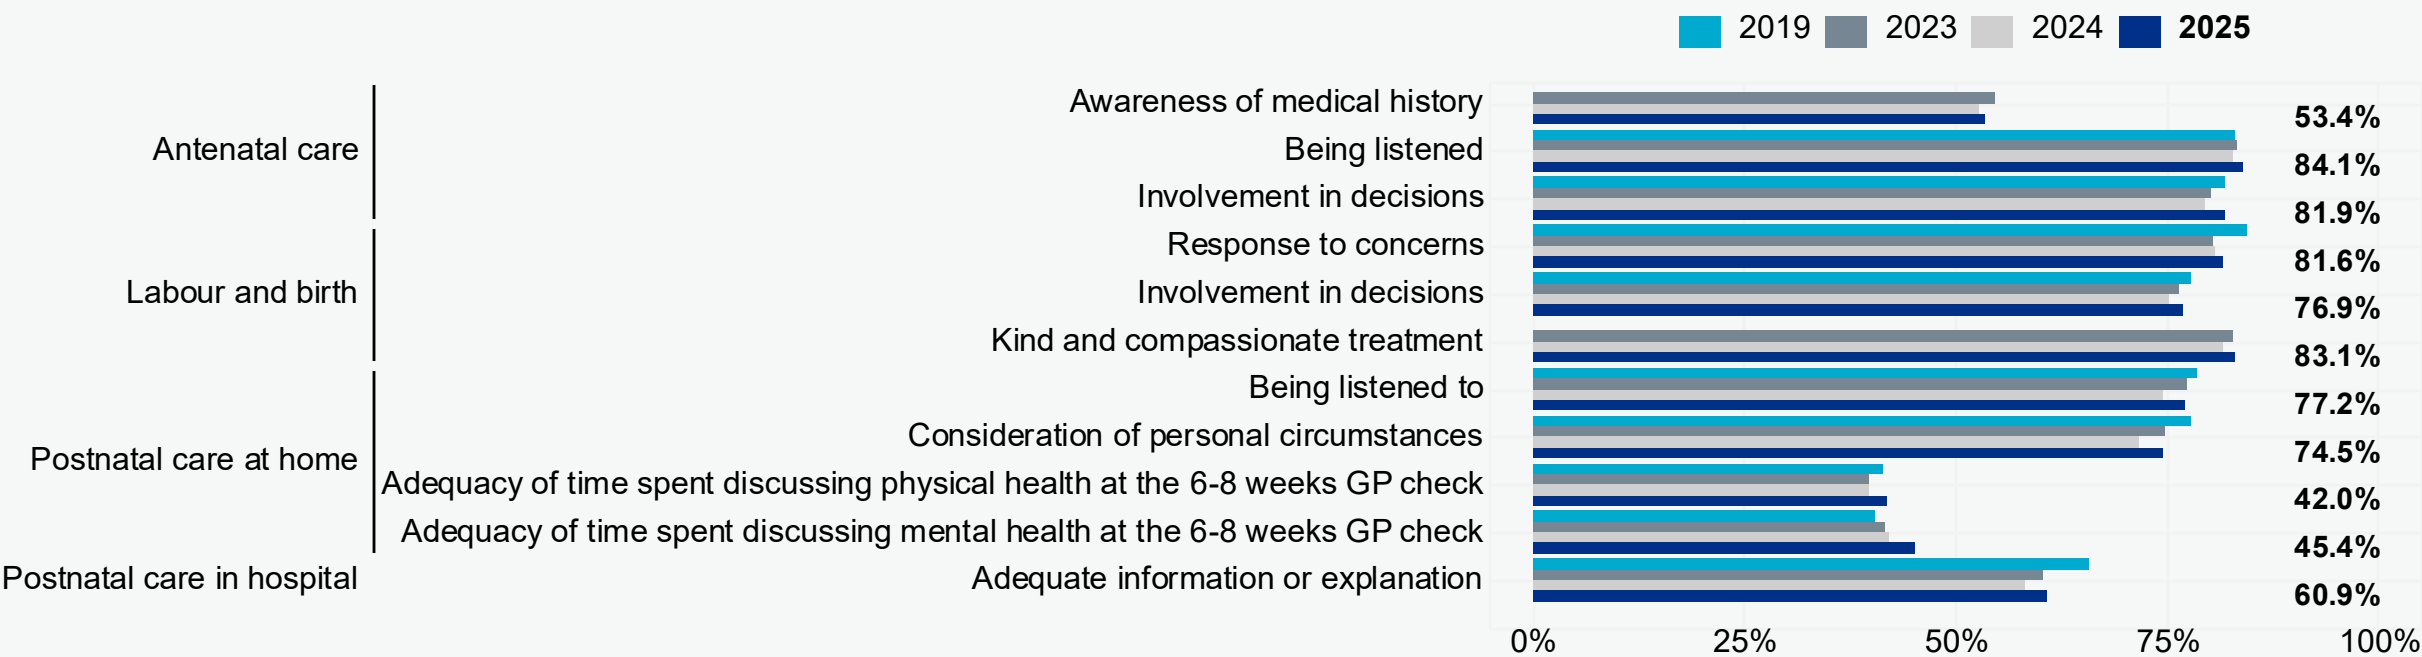 2019 2023 2024 2025
Antenatal care
Awareness of medical history 53.4%
Being listened 84.1%
Involvement in decisions 81.9%
Labour and birth
Response to concerns 81.6%
Involvement in decisions 76.9%
Kind and compassionate treatment 83.1%
Postnatal care at home
Being listened to 77.2%
Consideration of personal circumstances 74.5%
Adequacy of time spent discussing physical health at the 6-8 weeks GP check 42.0%
Adequacy of time spent discussing mental health at the 6-8 weeks GP check 45.4%
Postnatal care in hospital
Adequate information or explanation 60.9%
0% 25% 50% 75% 100%